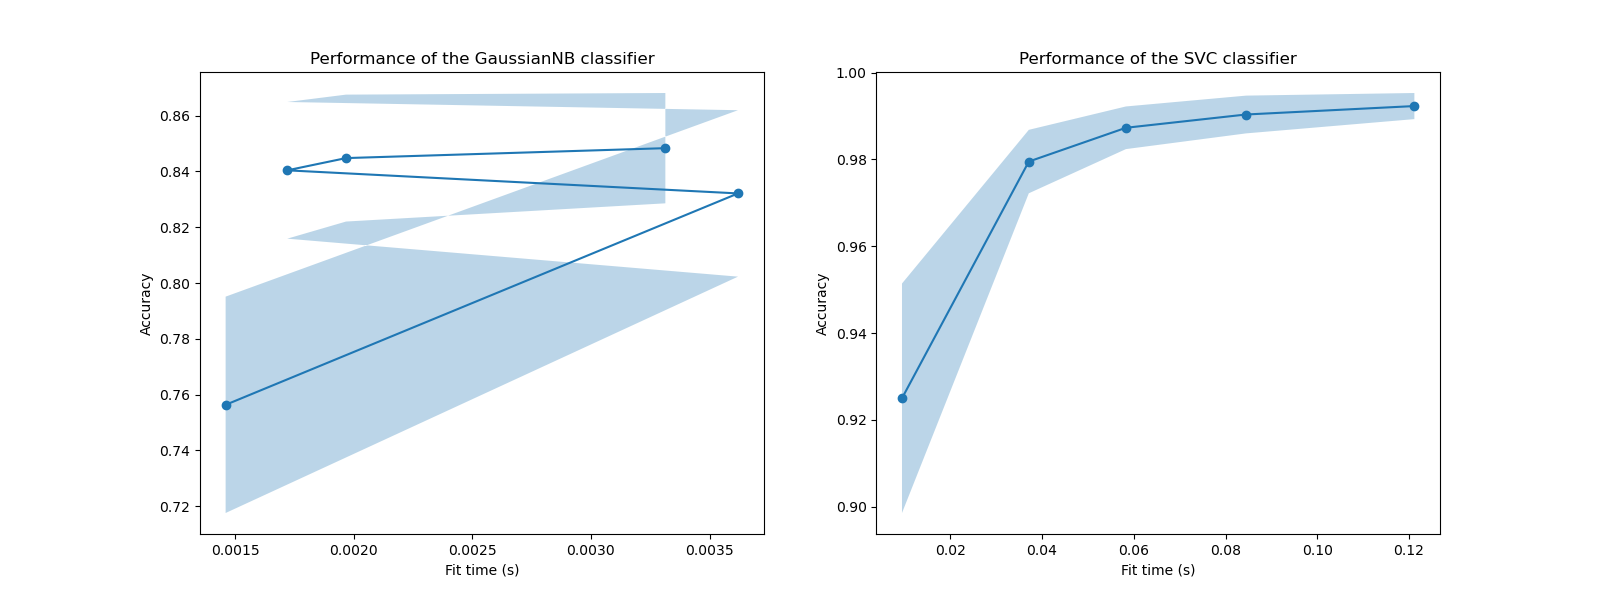 Performance of the GaussianNB classifier
Accuracy
0.86
0.84
0.82
0.80
0.78
0.76
0.74
0.72
0.0015 0.0020 0.0025 0.0030 0.0035
Fit time (s)
Performance of the SVC classifier
Accuracy
1.00
0.98
0.96
0.94
0.92
0.90
0.02 0.04 0.06 0.08 0.10 0.12
Fit time (s)